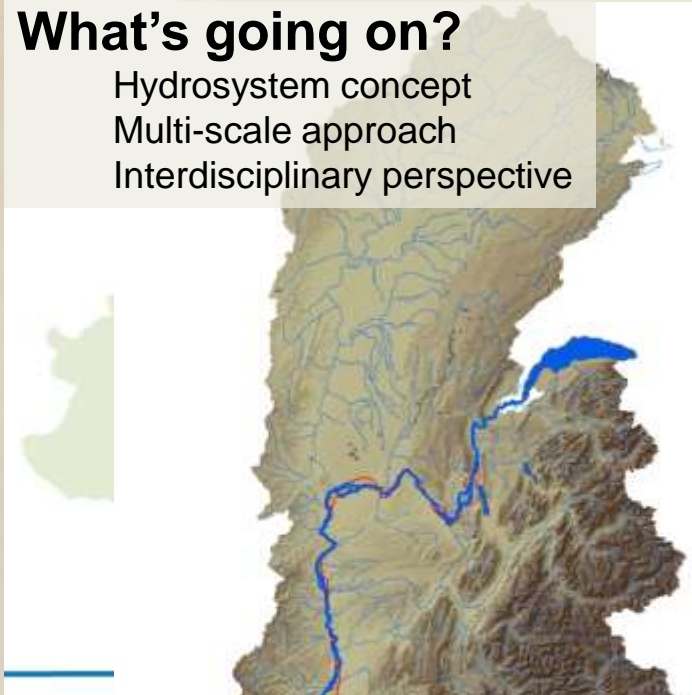 What’s going on?
Hydrosystem concept
Multi-scale approach
Interdisciplinary perspective